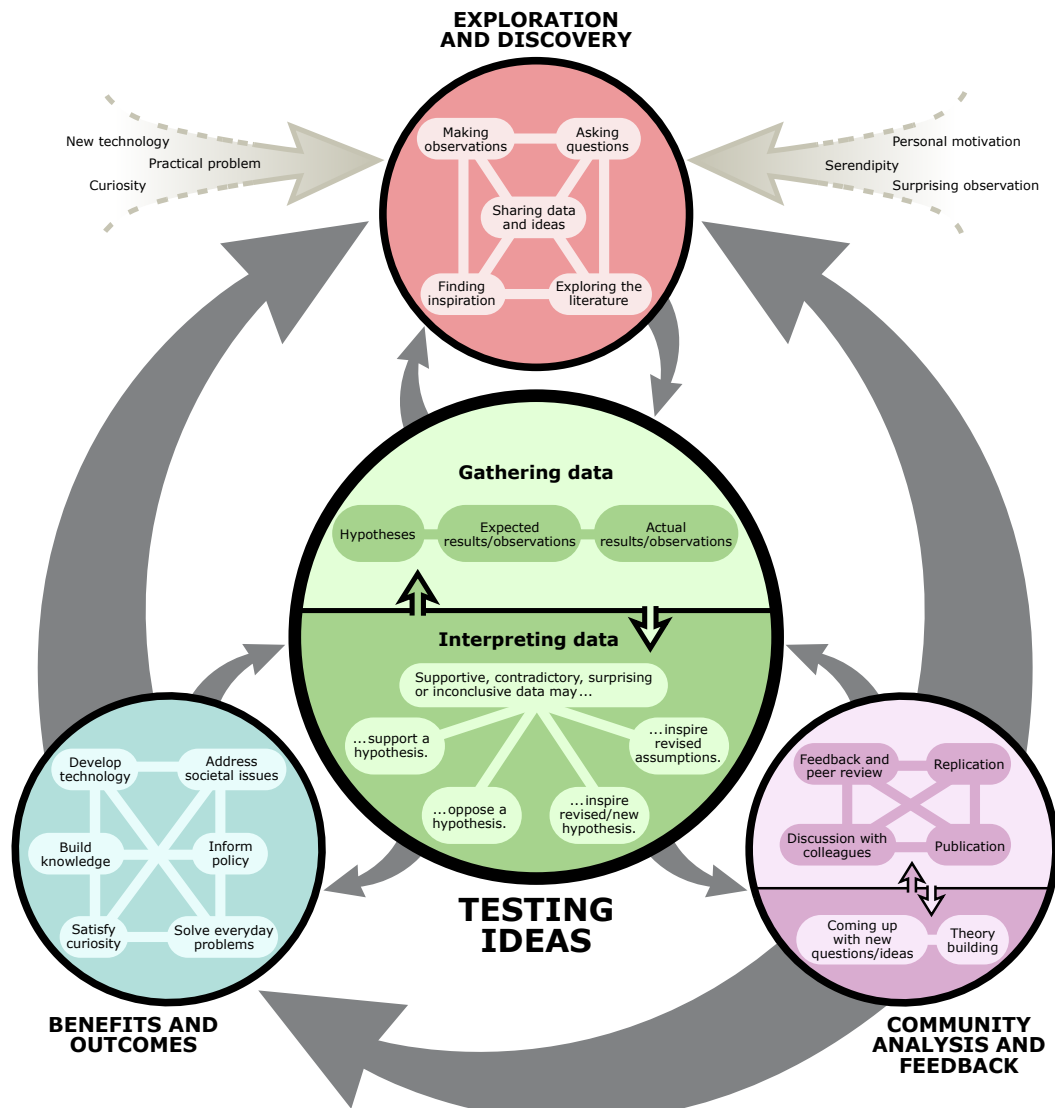 EXPLORATION
AND DISCOVERY
New technology
Practical problem
Curiosity
Personal motivation
Serendipity
Surprising observation
Making
observations
Asking
questions
Sharing data
and ideas
Finding
inspiration
Exploring the
literature
Gathering data
Hypotheses
Expected
results/observations
Actual
results/observations
Interpreting data
Supportive, contradictory, surprising
or inconclusive data may...
...support a
hypothesis.
...oppose a
hypothesis.
...inspire
revised/new
hypothesis.
...inspire
revised
assumptions.
TESTING
IDEAS
Develop
technology
Address
societal issues
Build
knowledge
Inform
policy
Satisfy
curiosity
Solve everyday
problems
BENEFITS AND
OUTCOMES
Feedback and
peer review
Replication
Discussion with
colleagues
Publication
Coming up
with new
questions/ideas
Theory
building
COMMUNITY
ANALYSIS AND
FEEDBACK